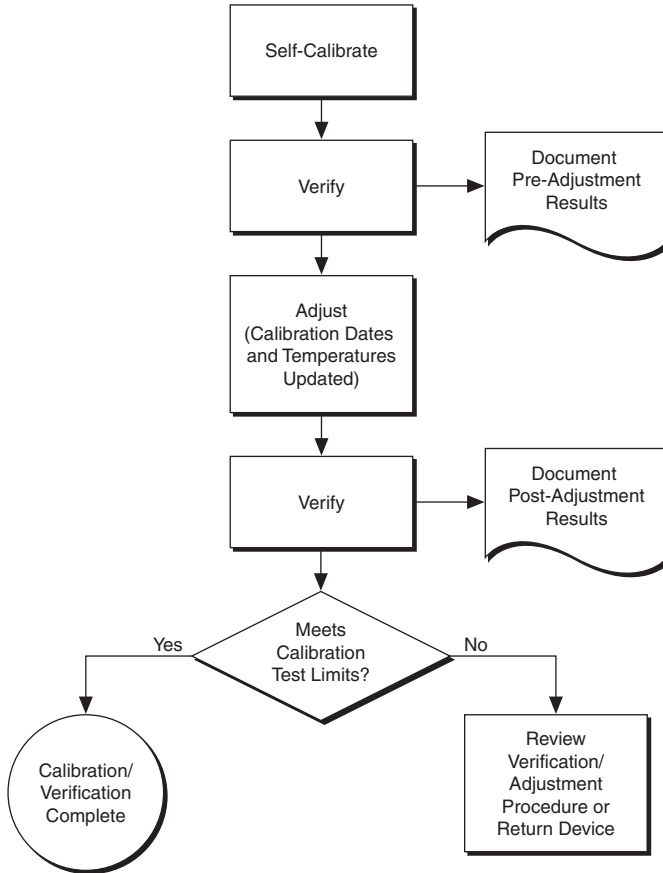 Self-Calibrate
Verify
Document
Pre-Adjustment
Results
Adjust
(Calibration Dates
and Temperatures
Updated)
Verify
Document
Post-Adjustment
Results
Meets
Calibration
Test Limits?
Yes
No
Calibration/
Verification
Complete
Review
Verification/
Adjustment
Procedure or
Return Device